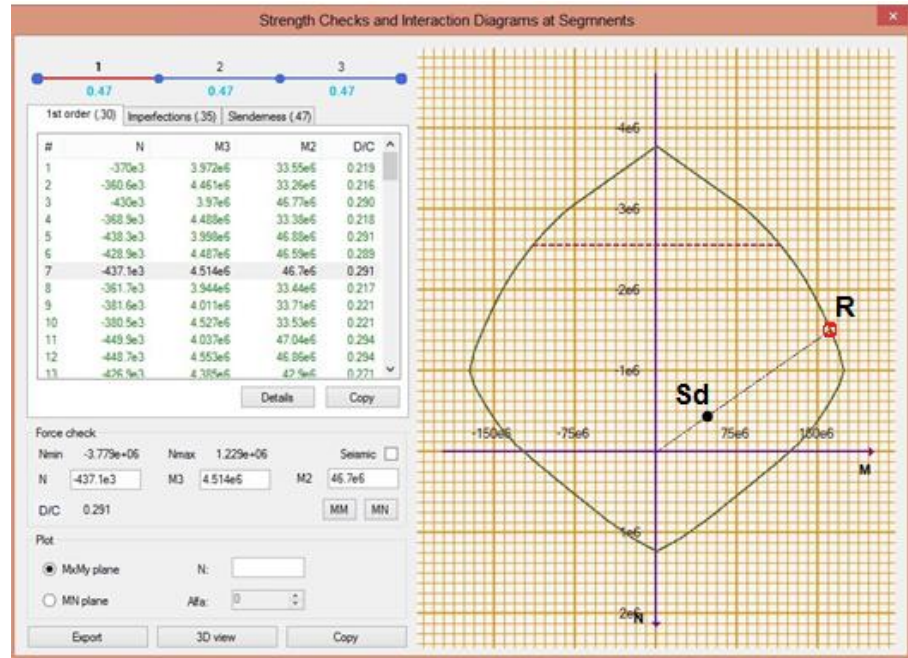 Strength Checks and Interaction Diagrams at Segmnents
1 2 3
0.47 0.47 0.47
1st order (.30) Imperfections (.35) Slenderness (.47)
# N M3 M2 D/C
1 -370e3 3.972e6 33.55e6 0.219
2 -360.6e3 4.461e6 33.26e6 0.216
3 -430e3 3.97e6 46.77e6 0.290
4 -368.9e3 4.488e6 33.38e6 0.218
5 -438.3e3 3.998e6 46.88e6 0.291
6 -428.9e3 4.487e6 46.59e6 0.289
7 -437.1e3 4.514e6 46.7e6 0.291
8 -361.7e3 3.944e6 33.44e6 0.217
9 -381.6e3 4.011e6 33.71e6 0.221
10 -380.5e3 4.527e6 33.53e6 0.221
11 -449.9e3 4.037e6 47.04e6 0.294
12 -448.7e3 4.553e6 46.86e6 0.294
13 -426.9e3 4.385e6 42.9e6 0.271
Details Copy
Force check
Nmin -3.779e+06 Nmax 1.229e+06 Seismic
N -437.1e3 M3 4.514e6 M2 46.7e6
D/C 0.291 MM MN
Plot
MxMy plane N:
MN plane Alfa: 0
Export 3D view Copy
-4e6
-3e6
-2e6
R
-1e6
Sd
-150e6 -75e6 75e6 150e6
M
1e6
2e6 N